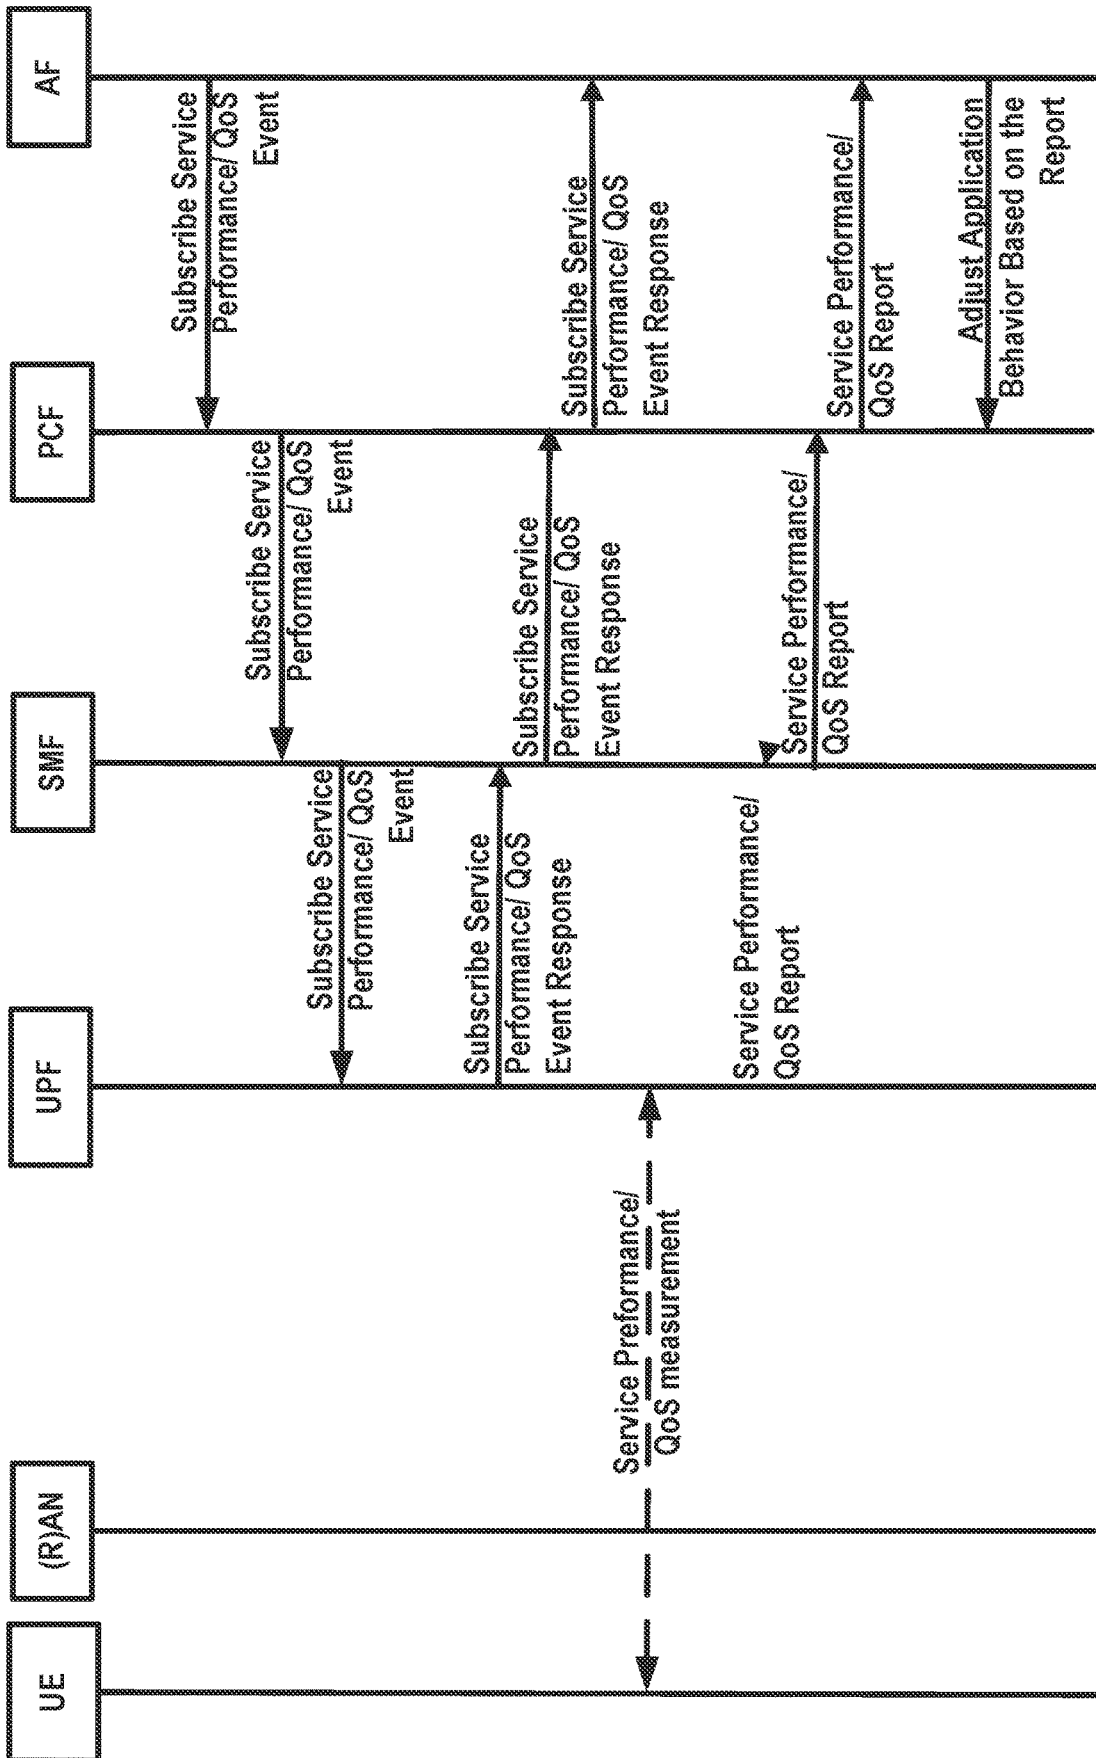 UE
(R)AN
UPF
SMF
PCF
AF
Subscribe Service
Performance/ QoS
Event
Subscribe Service
Performance/ QoS
Event
Subscribe Service
Performance/ QoS
Event
Subscribe Service
Performance/ QoS
Event Response
Subscribe Service
Performance/ QoS
Event Response
Subscribe Service
Performance/ QoS
Event Response
Service Preformance/
QoS measurement
Service Performance/
QoS Report
Service Performance/
QoS Report
Service Performance/
QoS Report
Adjust Application
Behavior Based on the
Report